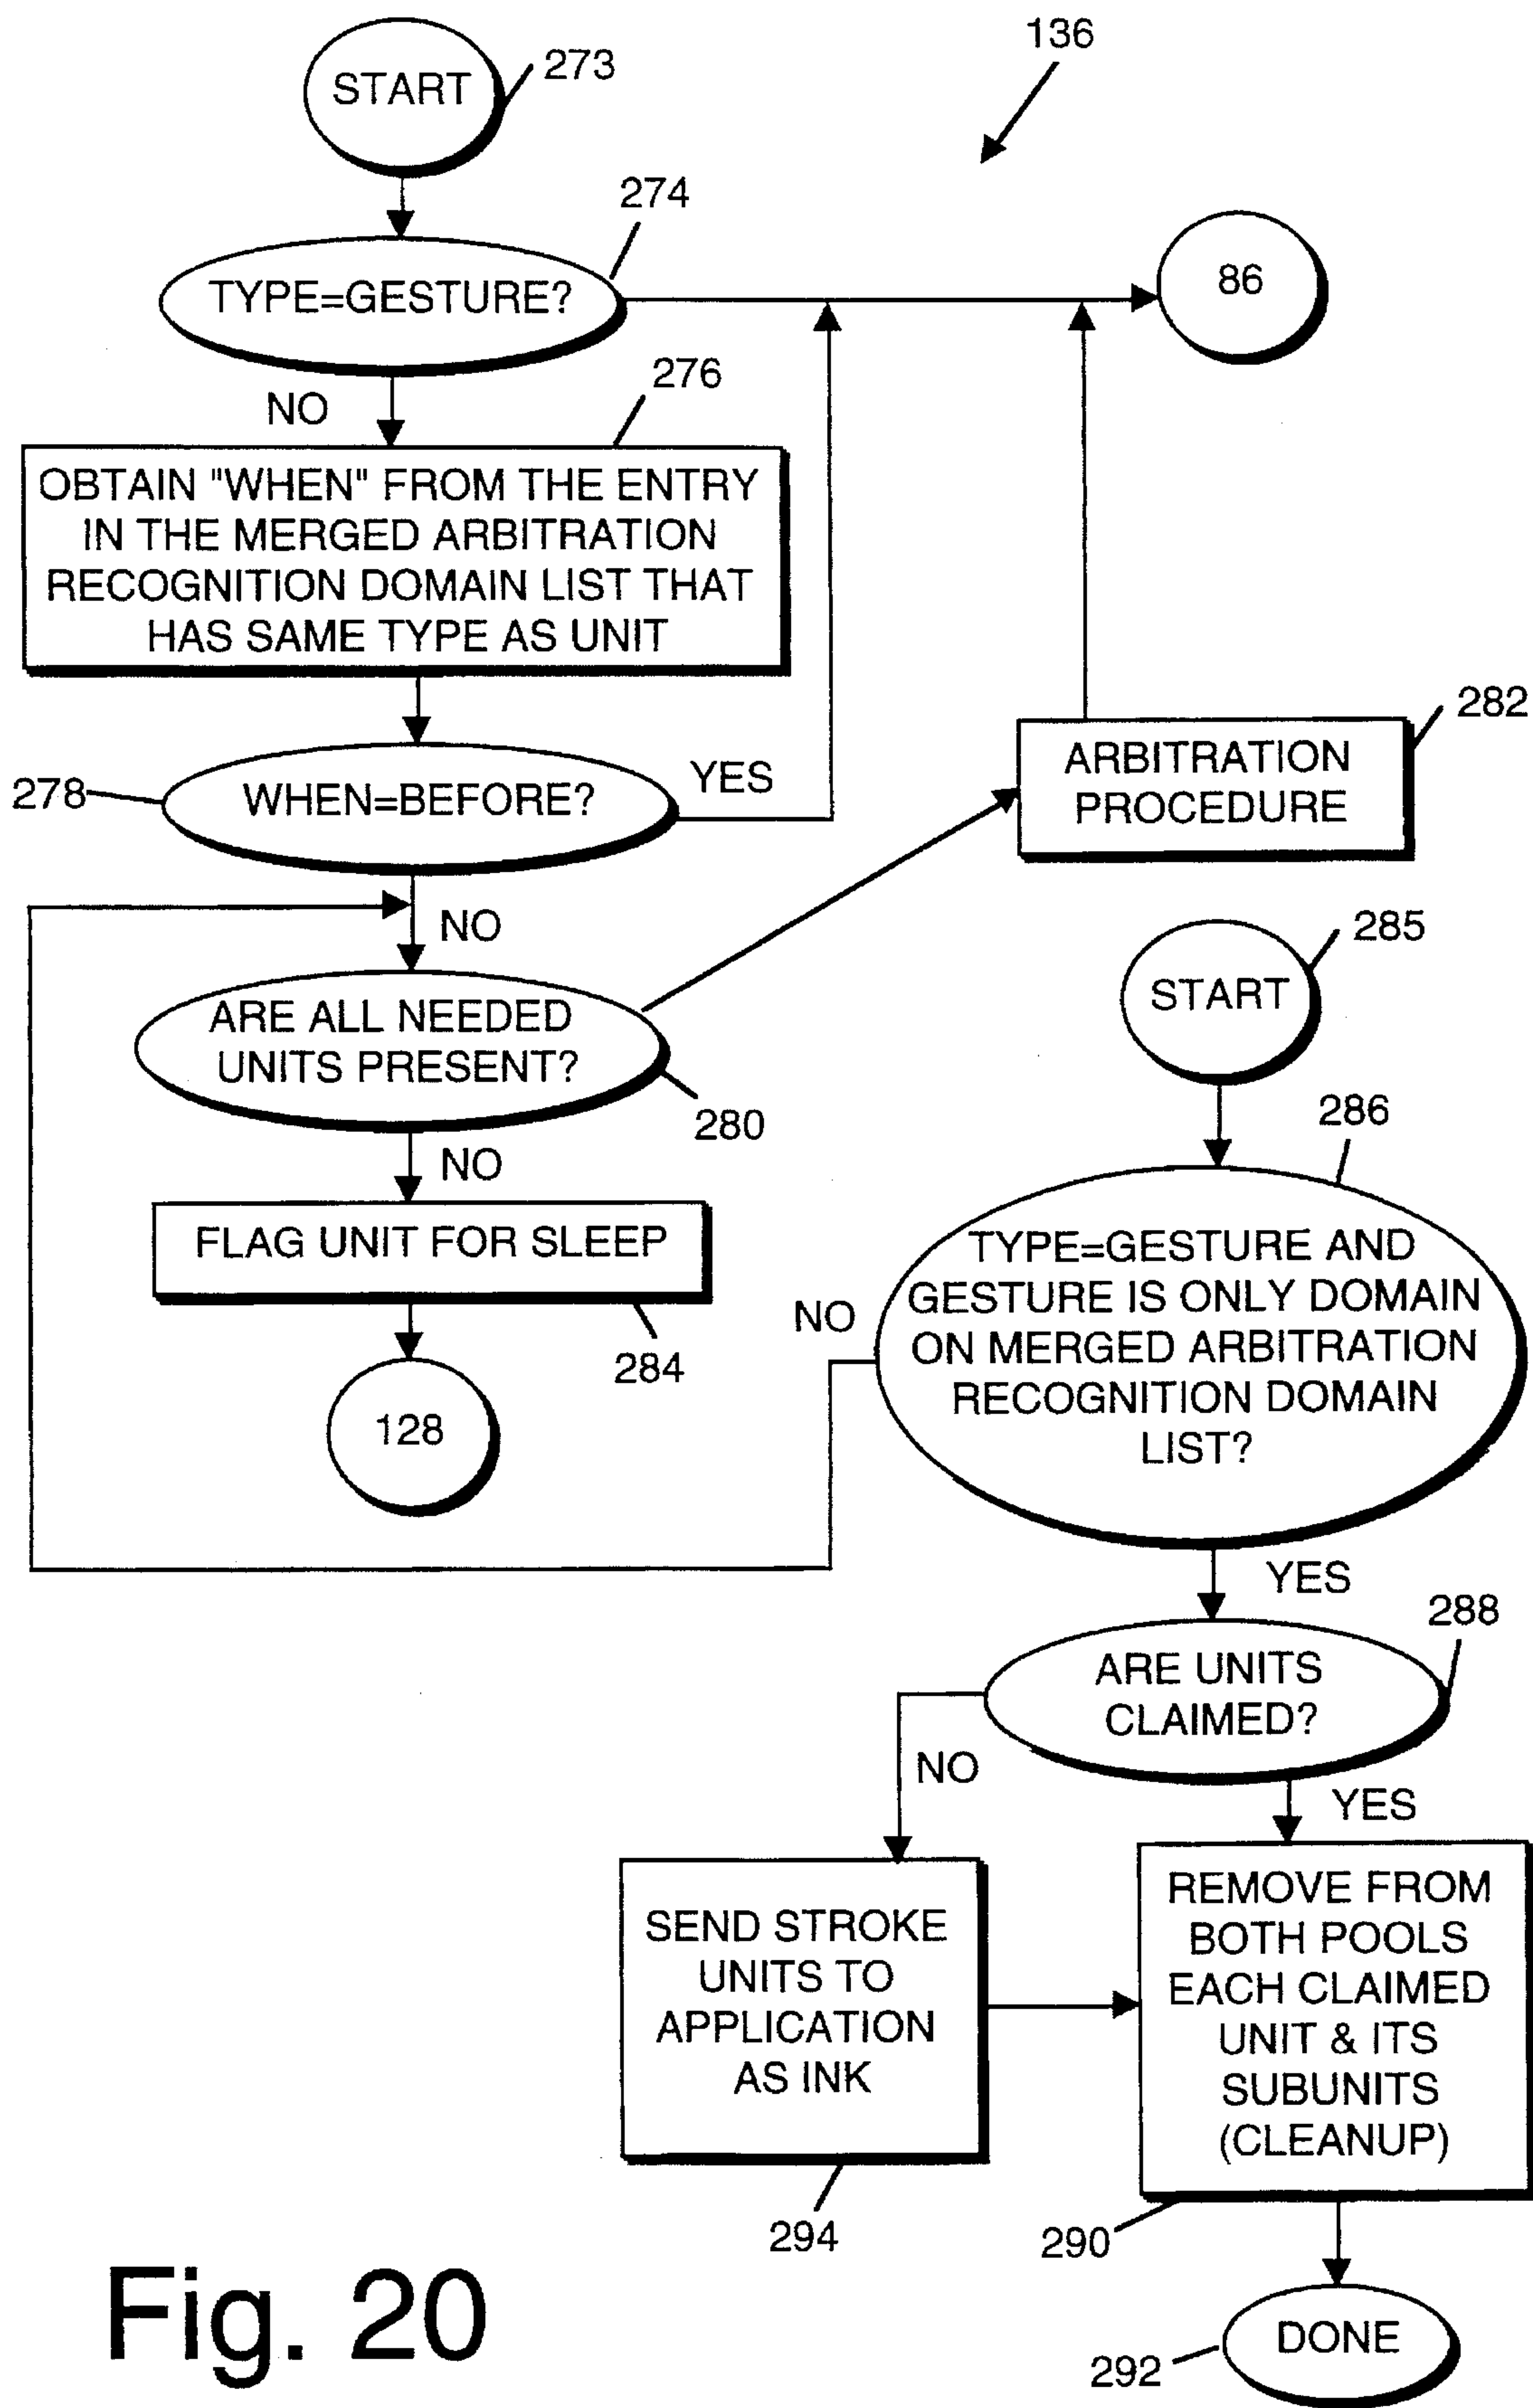 136
START
273
274
TYPE=GESTURE?
86
NO
276
OBTAIN "WHEN" FROM THE ENTRY
IN THE MERGED ARBITRATION
RECOGNITION DOMAIN LIST THAT
HAS SAME TYPE AS UNIT
278
WHEN=BEFORE?
YES
282
ARBITRATION
PROCEDURE
NO
ARE ALL NEEDED
UNITS PRESENT?
280
NO
FLAG UNIT FOR SLEEP
284
128
285
START
286
TYPE=GESTURE AND
GESTURE IS ONLY DOMAIN
ON MERGED ARBITRATION
RECOGNITION DOMAIN
LIST?
NO
YES
288
ARE UNITS
CLAIMED?
NO
YES
SEND STROKE
UNITS TO
APPLICATION
AS INK
294
REMOVE FROM
BOTH POOLS
EACH CLAIMED
UNIT & ITS
SUBUNITS
(CLEANUP)
290
DONE
292
Fig. 20